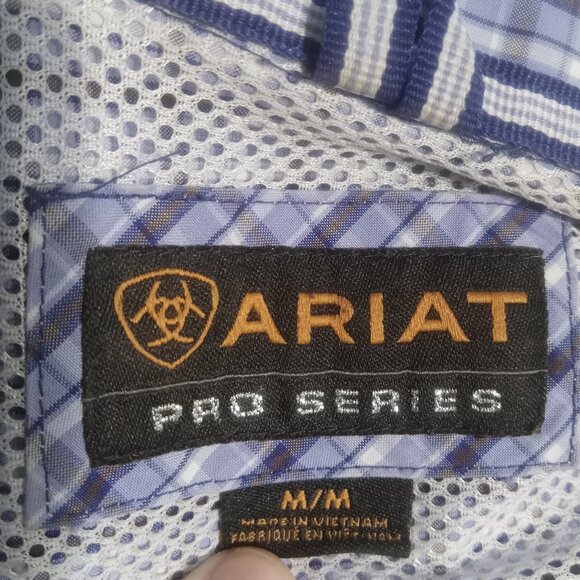 ARIAT
PRO SERIES
M/M
MADE IN VIETNAM
FABRIQUÉ EN VIET-NAM